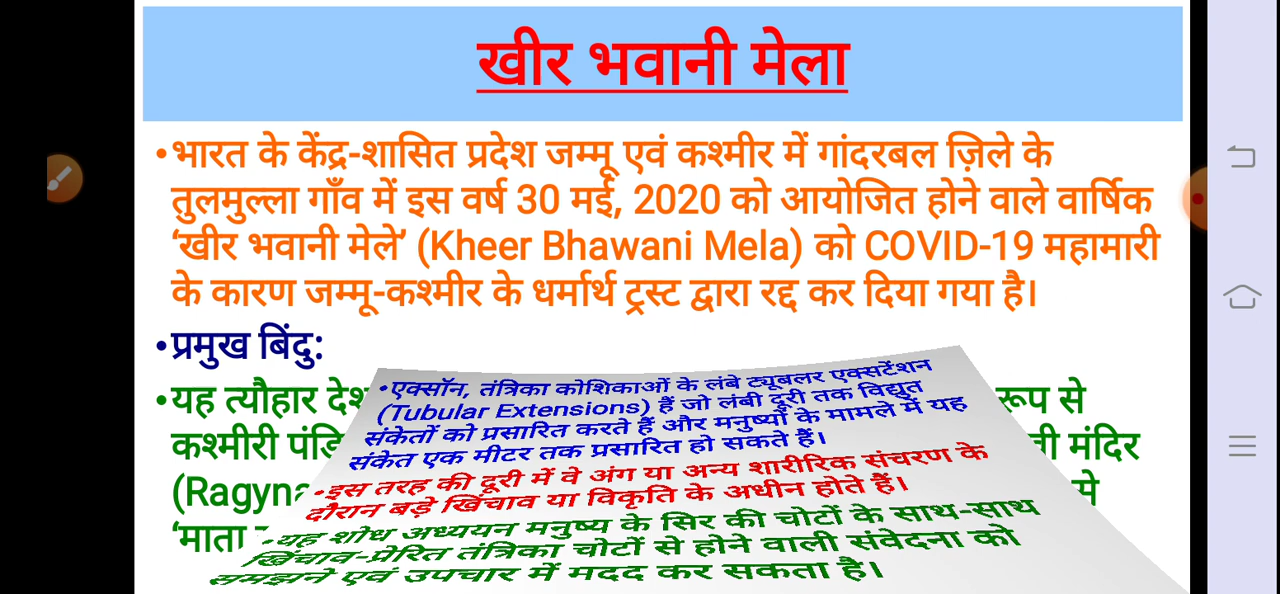 खीर भवानी मेला
•भारत के केंद्र-शासित प्रदेश जम्मू एवं कश्मीर में गांदरबल ज़िले के
तुलमुल्ला गाँव में इस वर्ष 30 मई, 2020 को आयोजित होने वाले वार्षिक
‘खीर भवानी मेले’ (Kheer Bhawani Mela) को COVID-19 महामारी
के कारण जम्मू-कश्मीर के धर्मार्थ ट्रस्ट द्वारा रद्द कर दिया गया है।
•प्रमुख बिंदु:
•यह त्यौहार रूप से
कश्मीरी मंदिर
से
‘माता
•एक्सॉन, तंत्रिका कोशिकाओं के लंबे ट्यूबलर एक्सटेंशन
(Tubular Extensions) हैं जो लंबी दूरी तक विद्युत
संकेतों को प्रसारित करते हैं और मनुष्यों के मामले में यह
संकेत एक मीटर तक प्रसारित हो सकते हैं।
•इस तरह की दूरी में वे अंग या अन्य शारीरिक संचरण के
दौरान बड़े खिंचाव या विकृति के अधीन होते हैं।
•यह शोध अध्ययन मनुष्य के सिर की चोटों के साथ-साथ
खिंचाव-प्रेरित तंत्रिका चोटों से होने वाली संवेदना को
समझने एवं उपचार में मदद कर सकता है।